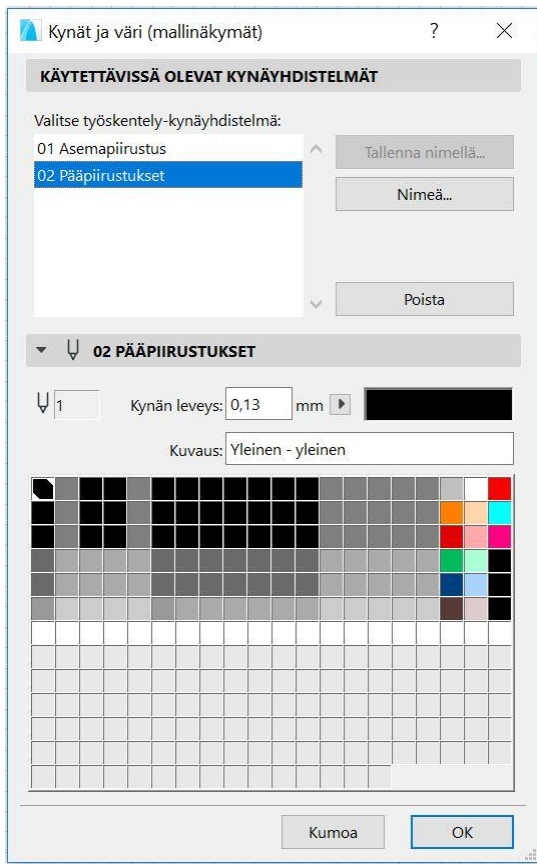 Kynät ja väri (mallinäkymät)
KÄYTETTÄVISSÄ OLEVAT KYNÄYHDISTELMÄT
Valitse työskentely-kynäyhdistelmä:
01 Asemapiirustus
02 Pääpiirustukset
Tallenna nimellä...
Nimeä...
Poista
02 PÄÄPIIRUSTUKSET
1 Kynän leveys: 0,13 mm
Kuvaus: Yleinen - yleinen
Kumoa OK